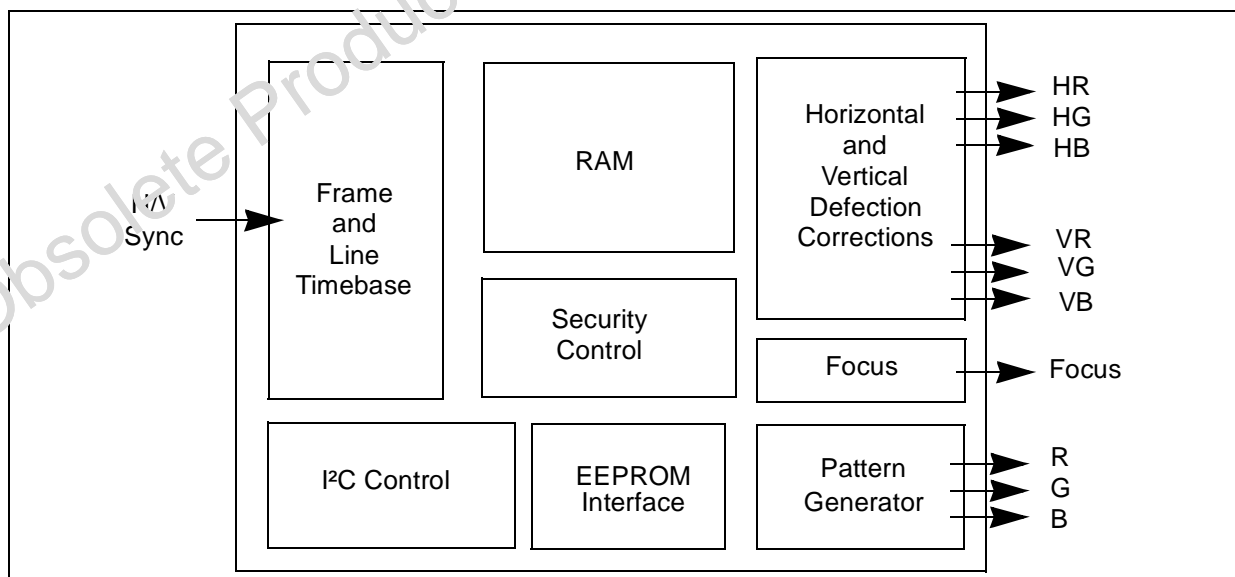 Obsolete Produc
Sync
Frame
and
Line
Timebase
RAM
Security
Control
Horizontal
and
Vertical
Defection
Corrections
HR
HG
HB
VR
VG
VB
Focus
Focus
I²C Control
EEPROM
Interface
Pattern
Generator
R
G
B